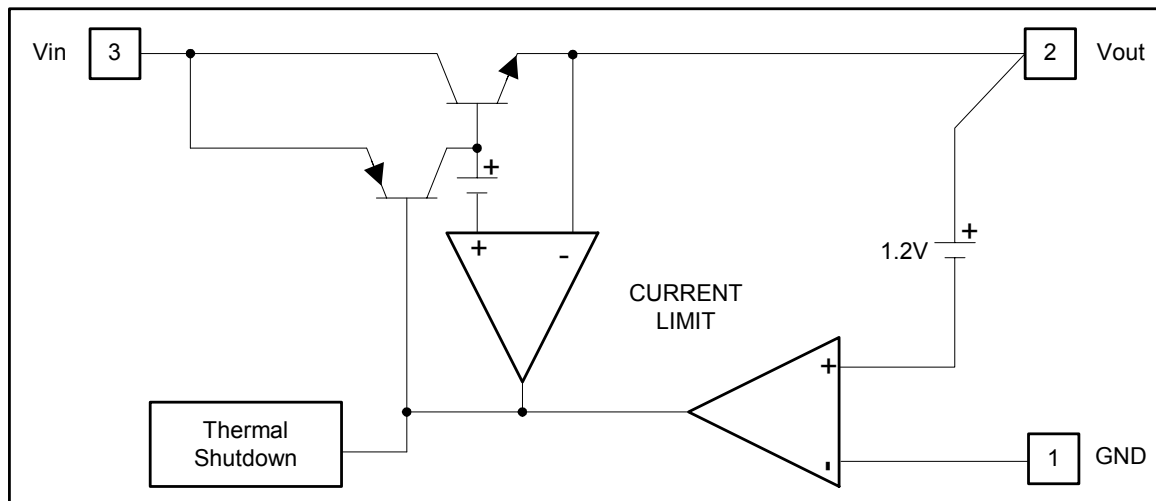 Vin 3
2 Vout
+
+ -
1.2V +
CURRENT
LIMIT
+
Thermal
Shutdown
-
1 GND